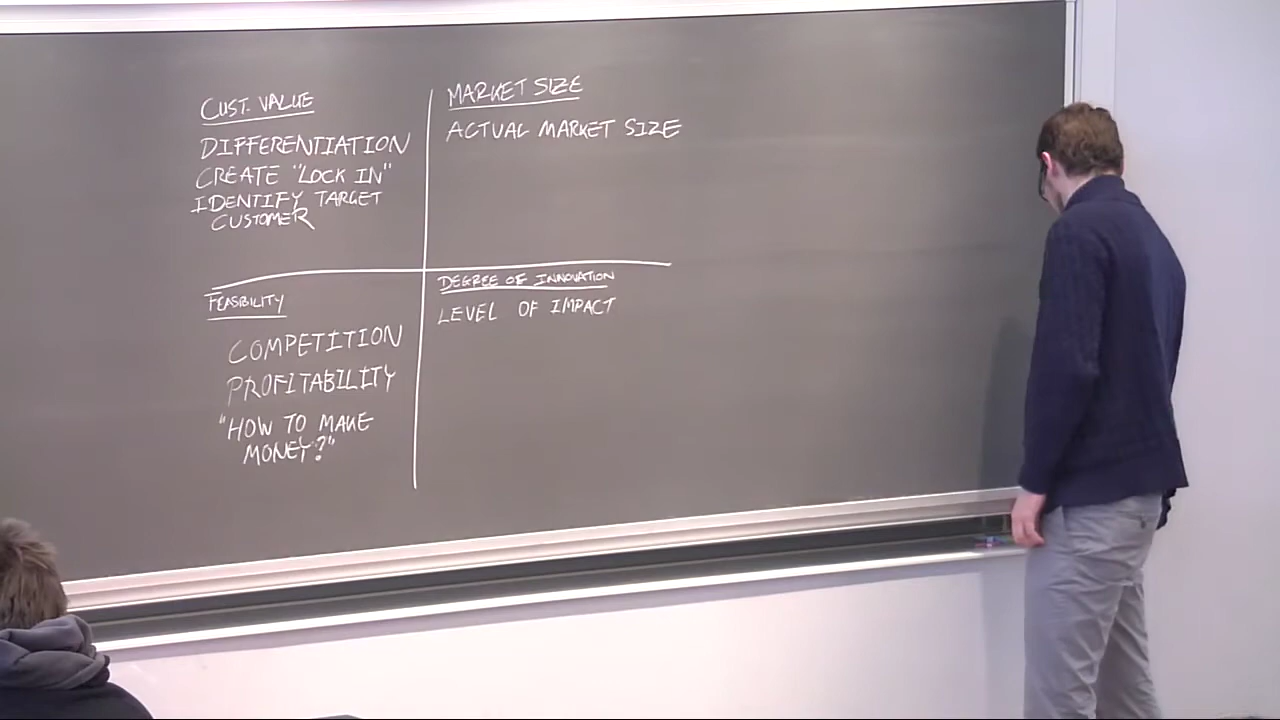 CUST. VALUE
DIFFERENTIATION
CREATE "LOCK IN"
IDENTIFY TARGET
CUSTOMER
MARKET SIZE
ACTUAL MARKET SIZE
FEASIBILITY
COMPETITION
PROFITABILITY
"HOW TO MAKE
MONEY?"
DEGREE OF INNOVATION
LEVEL OF IMPACT